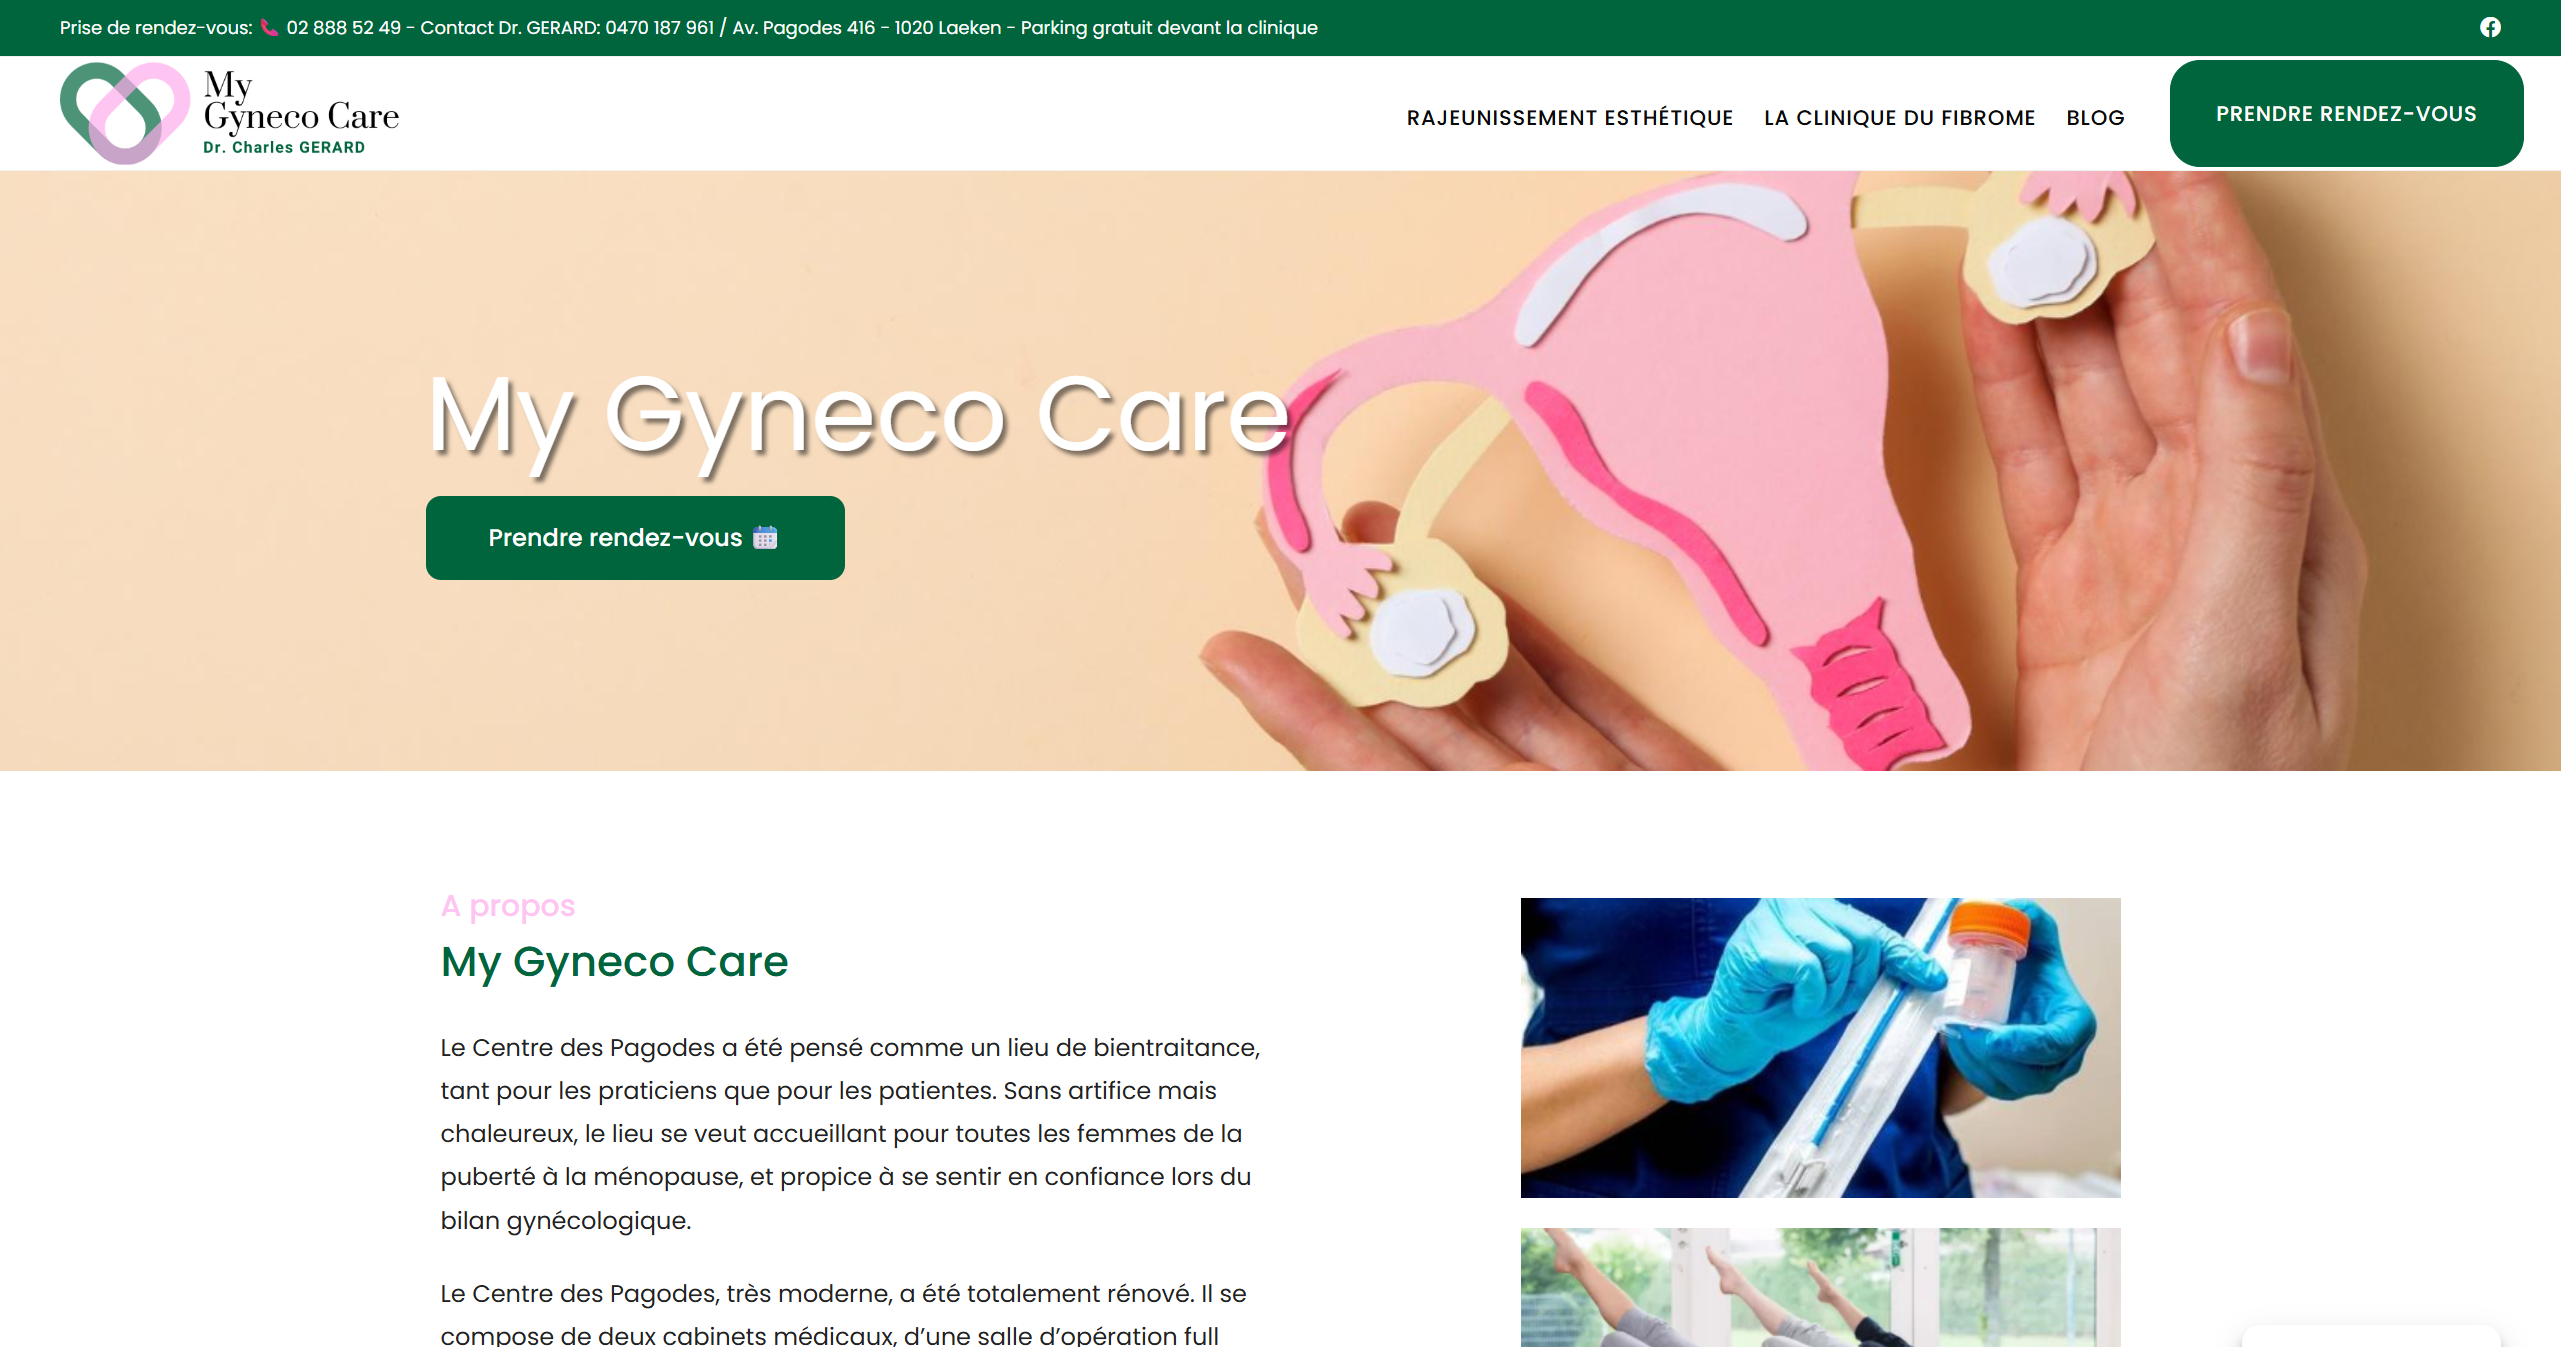 Prise de rendez-vous: 📞 02 888 52 49 - Contact Dr. GERARD: 0470 187 961 / Av. Pagodes 416 - 1020 Laeken - Parking gratuit devant la clinique
My
Gyneco Care
Dr. Charles GERARD
RAJEUNISSEMENT ESTHÉTIQUE
LA CLINIQUE DU FIBROME
BLOG
PRENDRE RENDEZ-VOUS
My Gyneco Care
Prendre rendez-vous 📅
A propos
My Gyneco Care
Le Centre des Pagodes a été pensé comme un lieu de bientraitance,
tant pour les praticiens que pour les patientes. Sans artifice mais
chaleureux, le lieu se veut accueillant pour toutes les femmes de la
puberté à la ménopause, et propice à se sentir en confiance lors du
bilan gynécologique.
Le Centre des Pagodes, très moderne, a été totalement rénové. Il se
compose de deux cabinets médicaux, d’une salle d’opération full